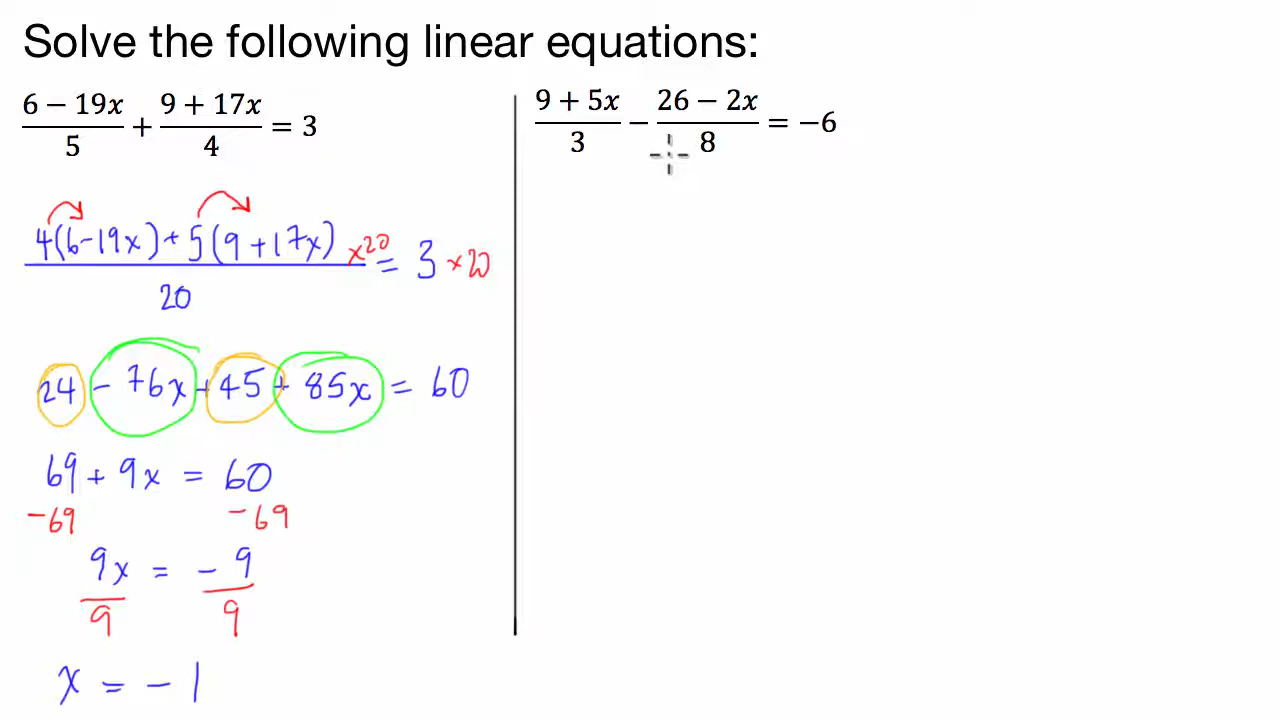 Solve the following linear equations:
(6 − 19x)/5 + (9 + 17x)/4 = 3
(4(6-19x) + 5(9+17x))/20 ×20 = 3 ×20
24 - 76x + 45 + 85x = 60
69 + 9x = 60
-69 -69
9x/9 = -9/9
x = -1
(9 + 5x)/3 − (26 − 2x)/8 = −6